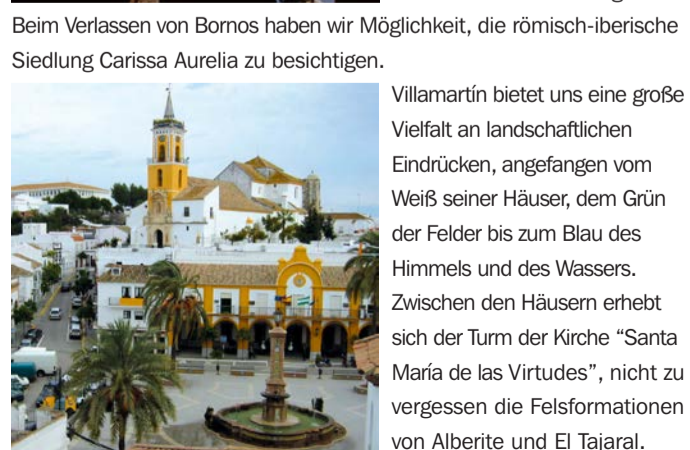 Beim Verlassen von Bornos haben wir Möglichkeit, die römisch-iberische
Siedlung Carissa Aurelia zu besichtigen.
Villamartín bietet uns eine große
Vielfalt an landschaftlichen
Eindrücken, angefangen vom
Weiß seiner Häuser, dem Grün
der Felder bis zum Blau des
Himmels und des Wassers.
Zwischen den Häusern erhebt
sich der Turm der Kirche “Santa
María de las Virtudes”, nicht zu
vergessen die Felsformationen
von Alberite und El Tajaral.